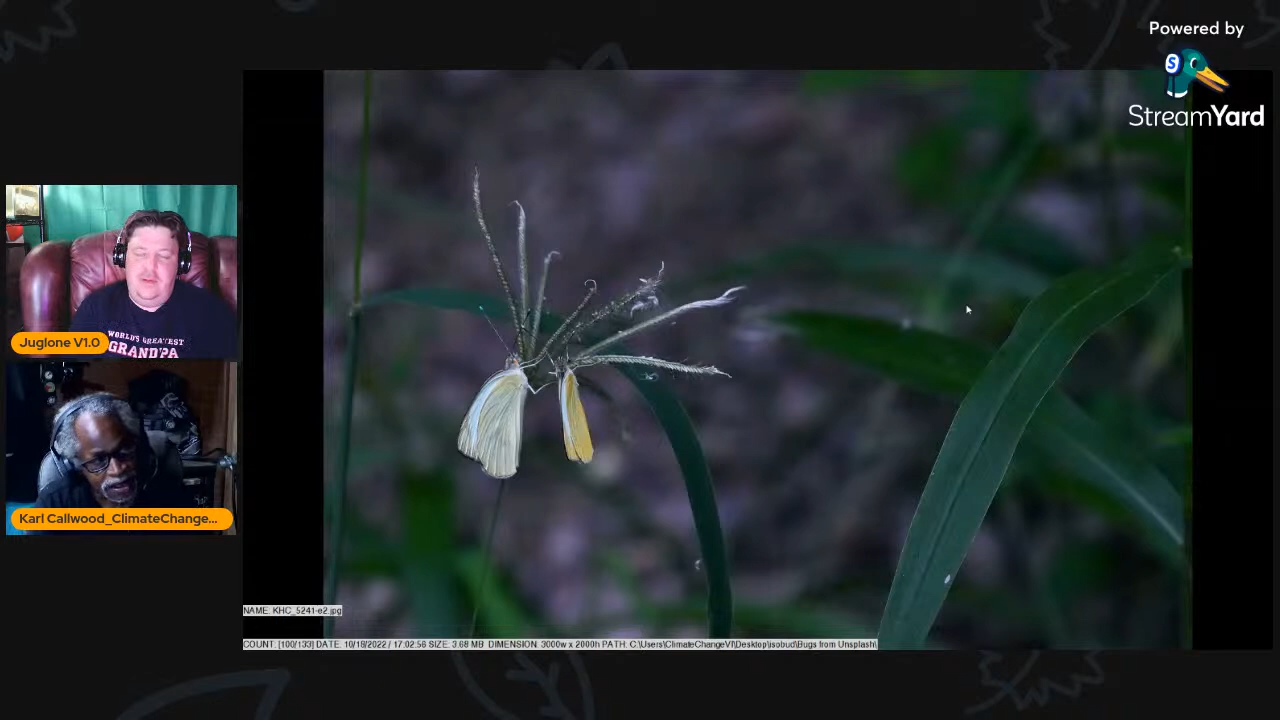 Powered by
S
StreamYard
WORLD'S GREATEST
GRANDPA
Juglone V1.0
Karl Callwood_ClimateChange...
NAME: KHC_5241-e2.jpg
COUNT: [100/133] DATE: 10/18/2022 / 17:02:56 SIZE: 3.68 MB DIMENSION: 3000w x 2000h PATH: C:\Users\ClimateChangeVI\Desktop\isobud\Bugs from Unsplash\